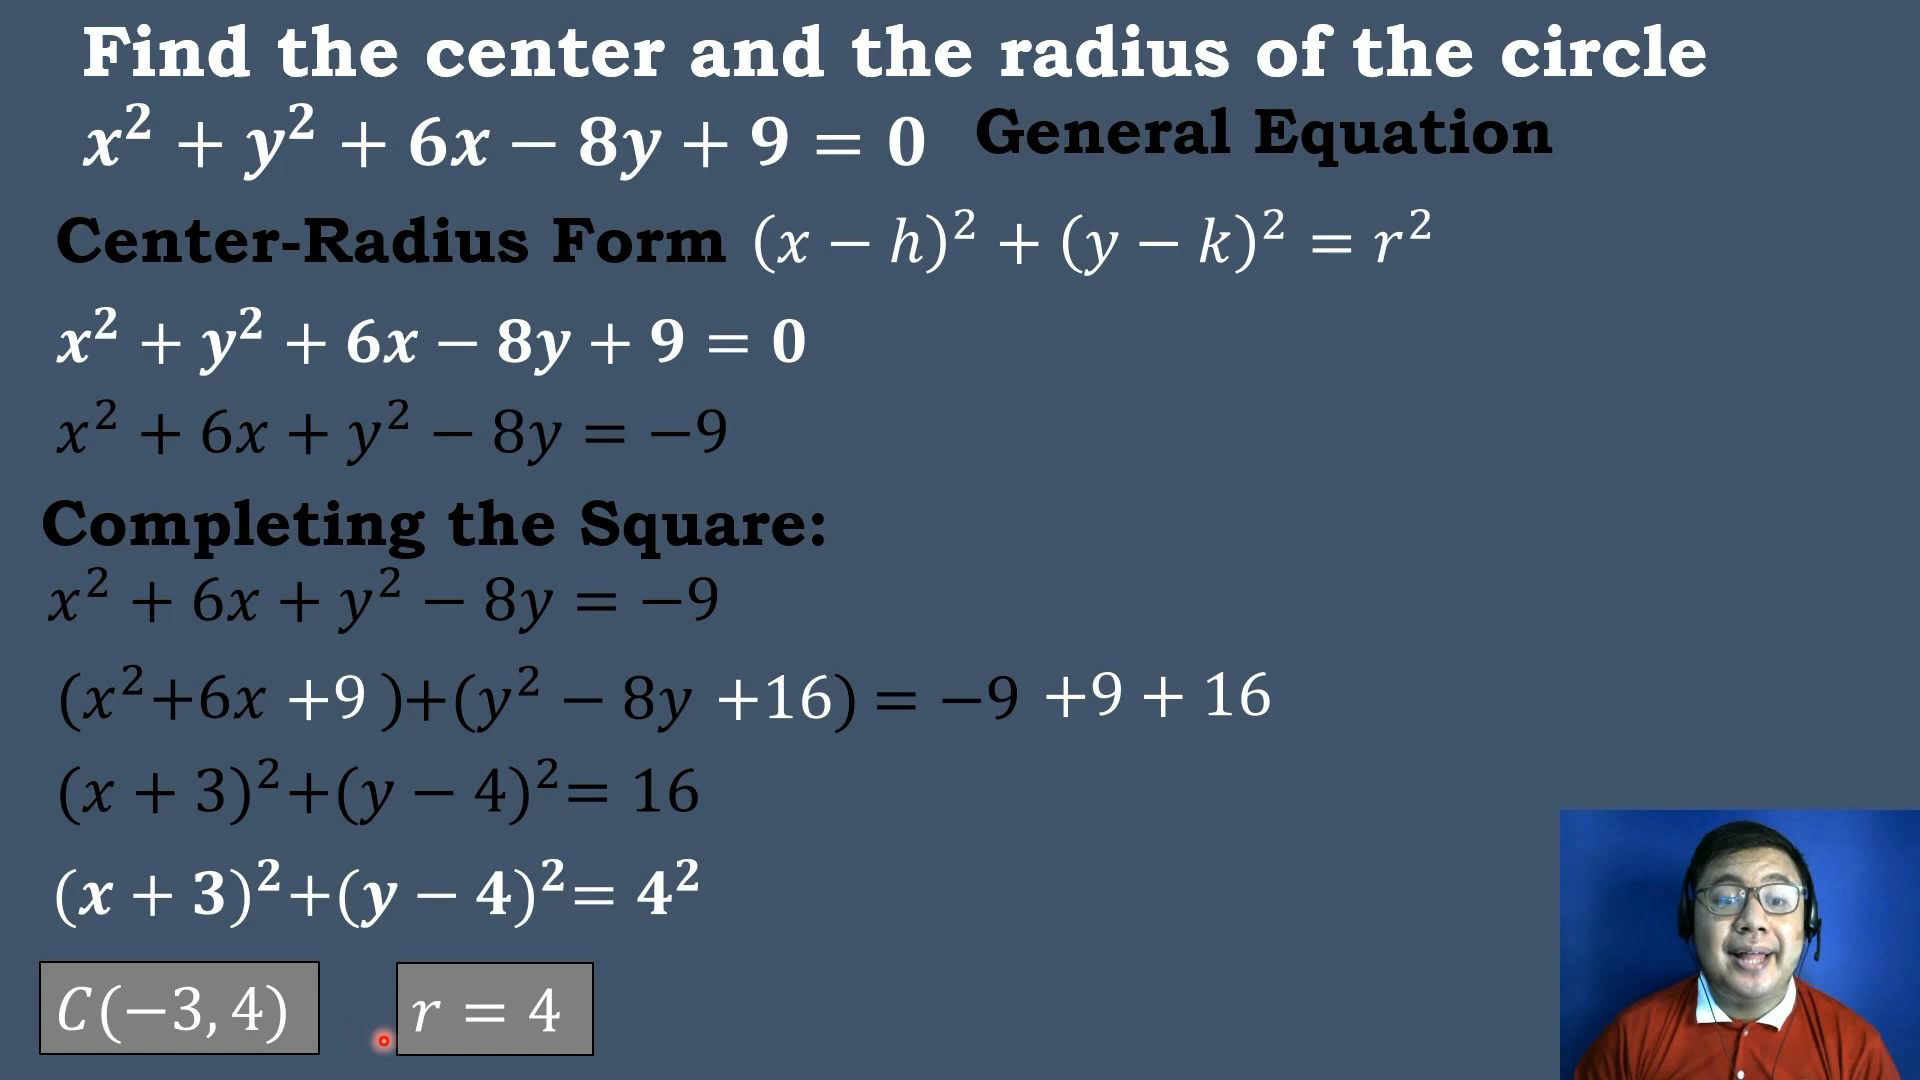 Find the center and the radius of the circle
x² + y² + 6x − 8y + 9 = 0 General Equation
Center-Radius Form (x − h)² + (y − k)² = r²
x² + y² + 6x − 8y + 9 = 0
x² + 6x + y² − 8y = −9
Completing the Square:
x² + 6x + y² − 8y = −9
(x²+6x +9 )+(y² − 8y +16) = −9 +9 + 16
(x + 3)²+(y − 4)²= 16
(x + 3)²+(y − 4)²= 4²
C(−3, 4) r = 4